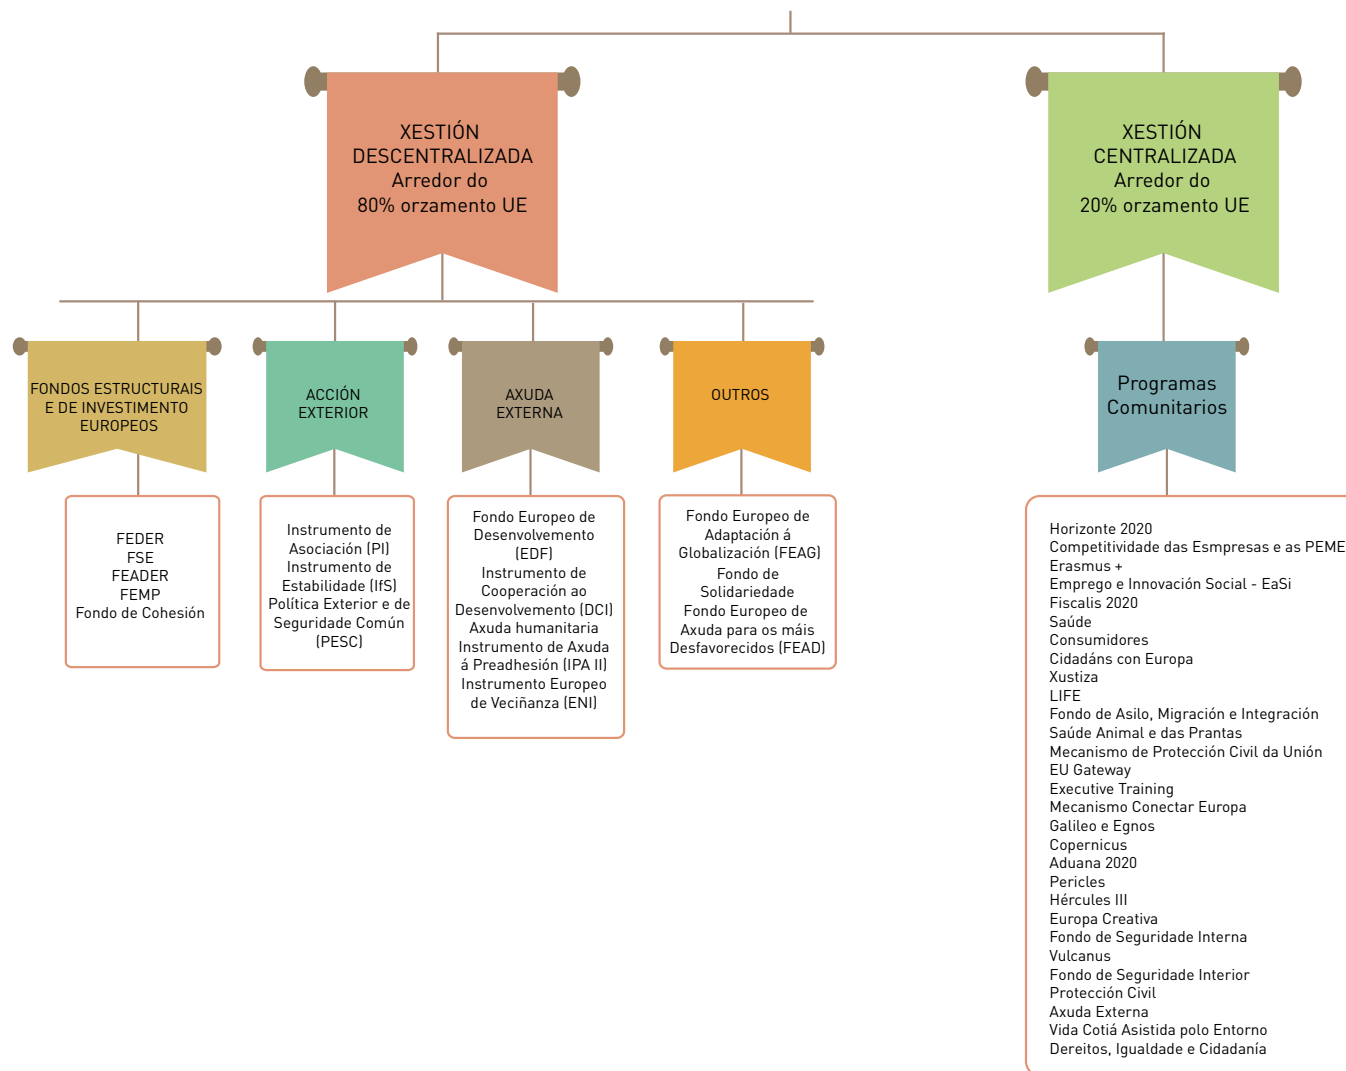 XESTIÓN
DESCENTRALIZADA
Arredor do
80% orzamento UE
XESTIÓN
CENTRALIZADA
Arredor do
20% orzamento UE
FONDOS ESTRUCTURAIS
E DE INVESTIMENTO
EUROPEOS
ACCIÓN
EXTERIOR
AXUDA
EXTERNA
OUTROS
Programas
Comunitarios
FEDER
FSE
FEADER
FEMP
Fondo de Cohesión
Instrumento de
Asociación (PI)
Instrumento de
Estabilidade (IfS)
Política Exterior e de
Seguridade Común
(PESC)
Fondo Europeo de
Desenvolvemento
(EDF)
Instrumento de
Cooperación ao
Desenvolvemento (DCI)
Axuda humanitaria
Instrumento de Axuda
á Preadhesión (IPA II)
Instrumento Europeo
de Veciñanza (ENI)
Fondo Europeo de
Adaptación á
Globalización (FEAG)
Fondo de
Solidariedade
Fondo Europeo de
Axuda para os máis
Desfavorecidos (FEAD)
Horizonte 2020
Competitividade das Esmpresas e as PEME
Erasmus +
Emprego e Innovación Social - EaSi
Fiscalis 2020
Saúde
Consumidores
Cidadáns con Europa
Xustiza
LIFE
Fondo de Asilo, Migración e Integración
Saúde Animal e das Prantas
Mecanismo de Protección Civil da Unión
EU Gateway
Executive Training
Mecanismo Conectar Europa
Galileo e Egnos
Copernicus
Aduana 2020
Pericles
Hércules III
Europa Creativa
Fondo de Seguridade Interna
Vulcanus
Fondo de Seguridade Interior
Protección Civil
Axuda Externa
Vida Cotiá Asistida polo Entorno
Dereitos, Igualdade e Cidadanía